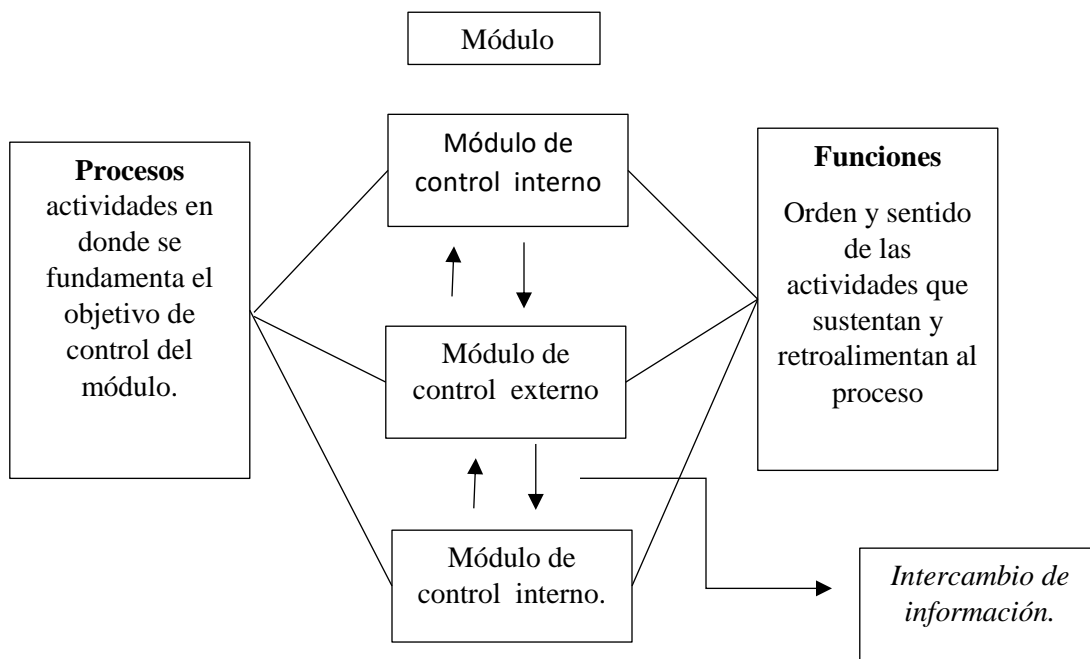 Módulo
Procesos
actividades en
donde se
fundamenta el
objetivo de
control del
módulo.
Módulo de
control interno
Módulo de
control externo
Módulo de
control interno.
Funciones
Orden y sentido
de las
actividades que
sustentan y
retroalimentan al
proceso
Intercambio de
información.